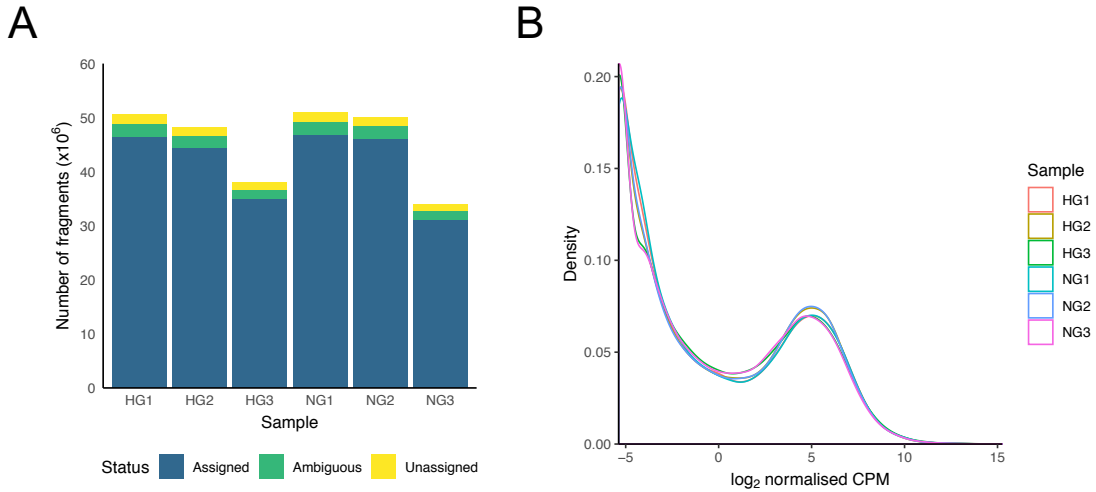 A
B
60
50
40
30
20
10
0
Number of fragments (x10⁶)
HG1 HG2 HG3 NG1 NG2 NG3
Sample
Status Assigned Ambiguous Unassigned
0.20
0.15
0.10
0.05
0.00
Density
-5 0 5 10 15
log₂ normalised CPM
Sample
HG1
HG2
HG3
NG1
NG2
NG3